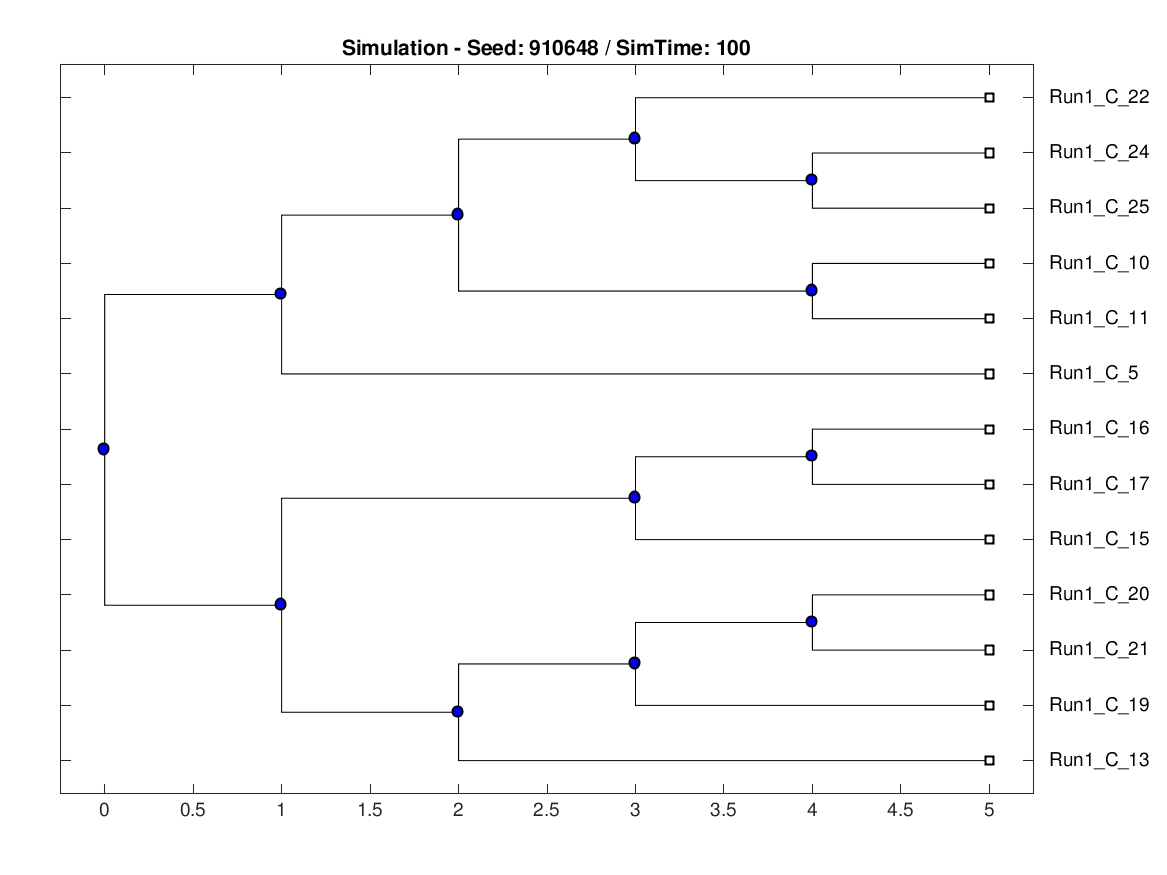 Simulation - Seed: 910648 / SimTime: 100
Run1_C_22
Run1_C_24
Run1_C_25
Run1_C_10
Run1_C_11
Run1_C_5
Run1_C_16
Run1_C_17
Run1_C_15
Run1_C_20
Run1_C_21
Run1_C_19
Run1_C_13
0 0.5 1 1.5 2 2.5 3 3.5 4 4.5 5